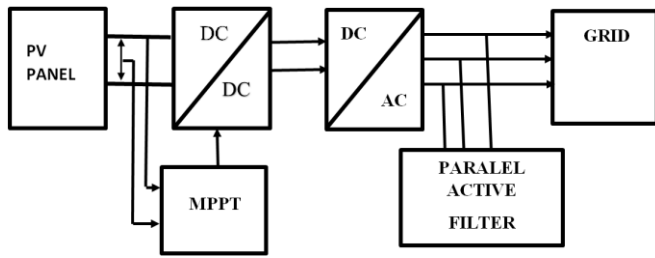 PV
PANEL
DC
DC
DC
AC
GRID
MPPT
PARALEL
ACTIVE
FILTER